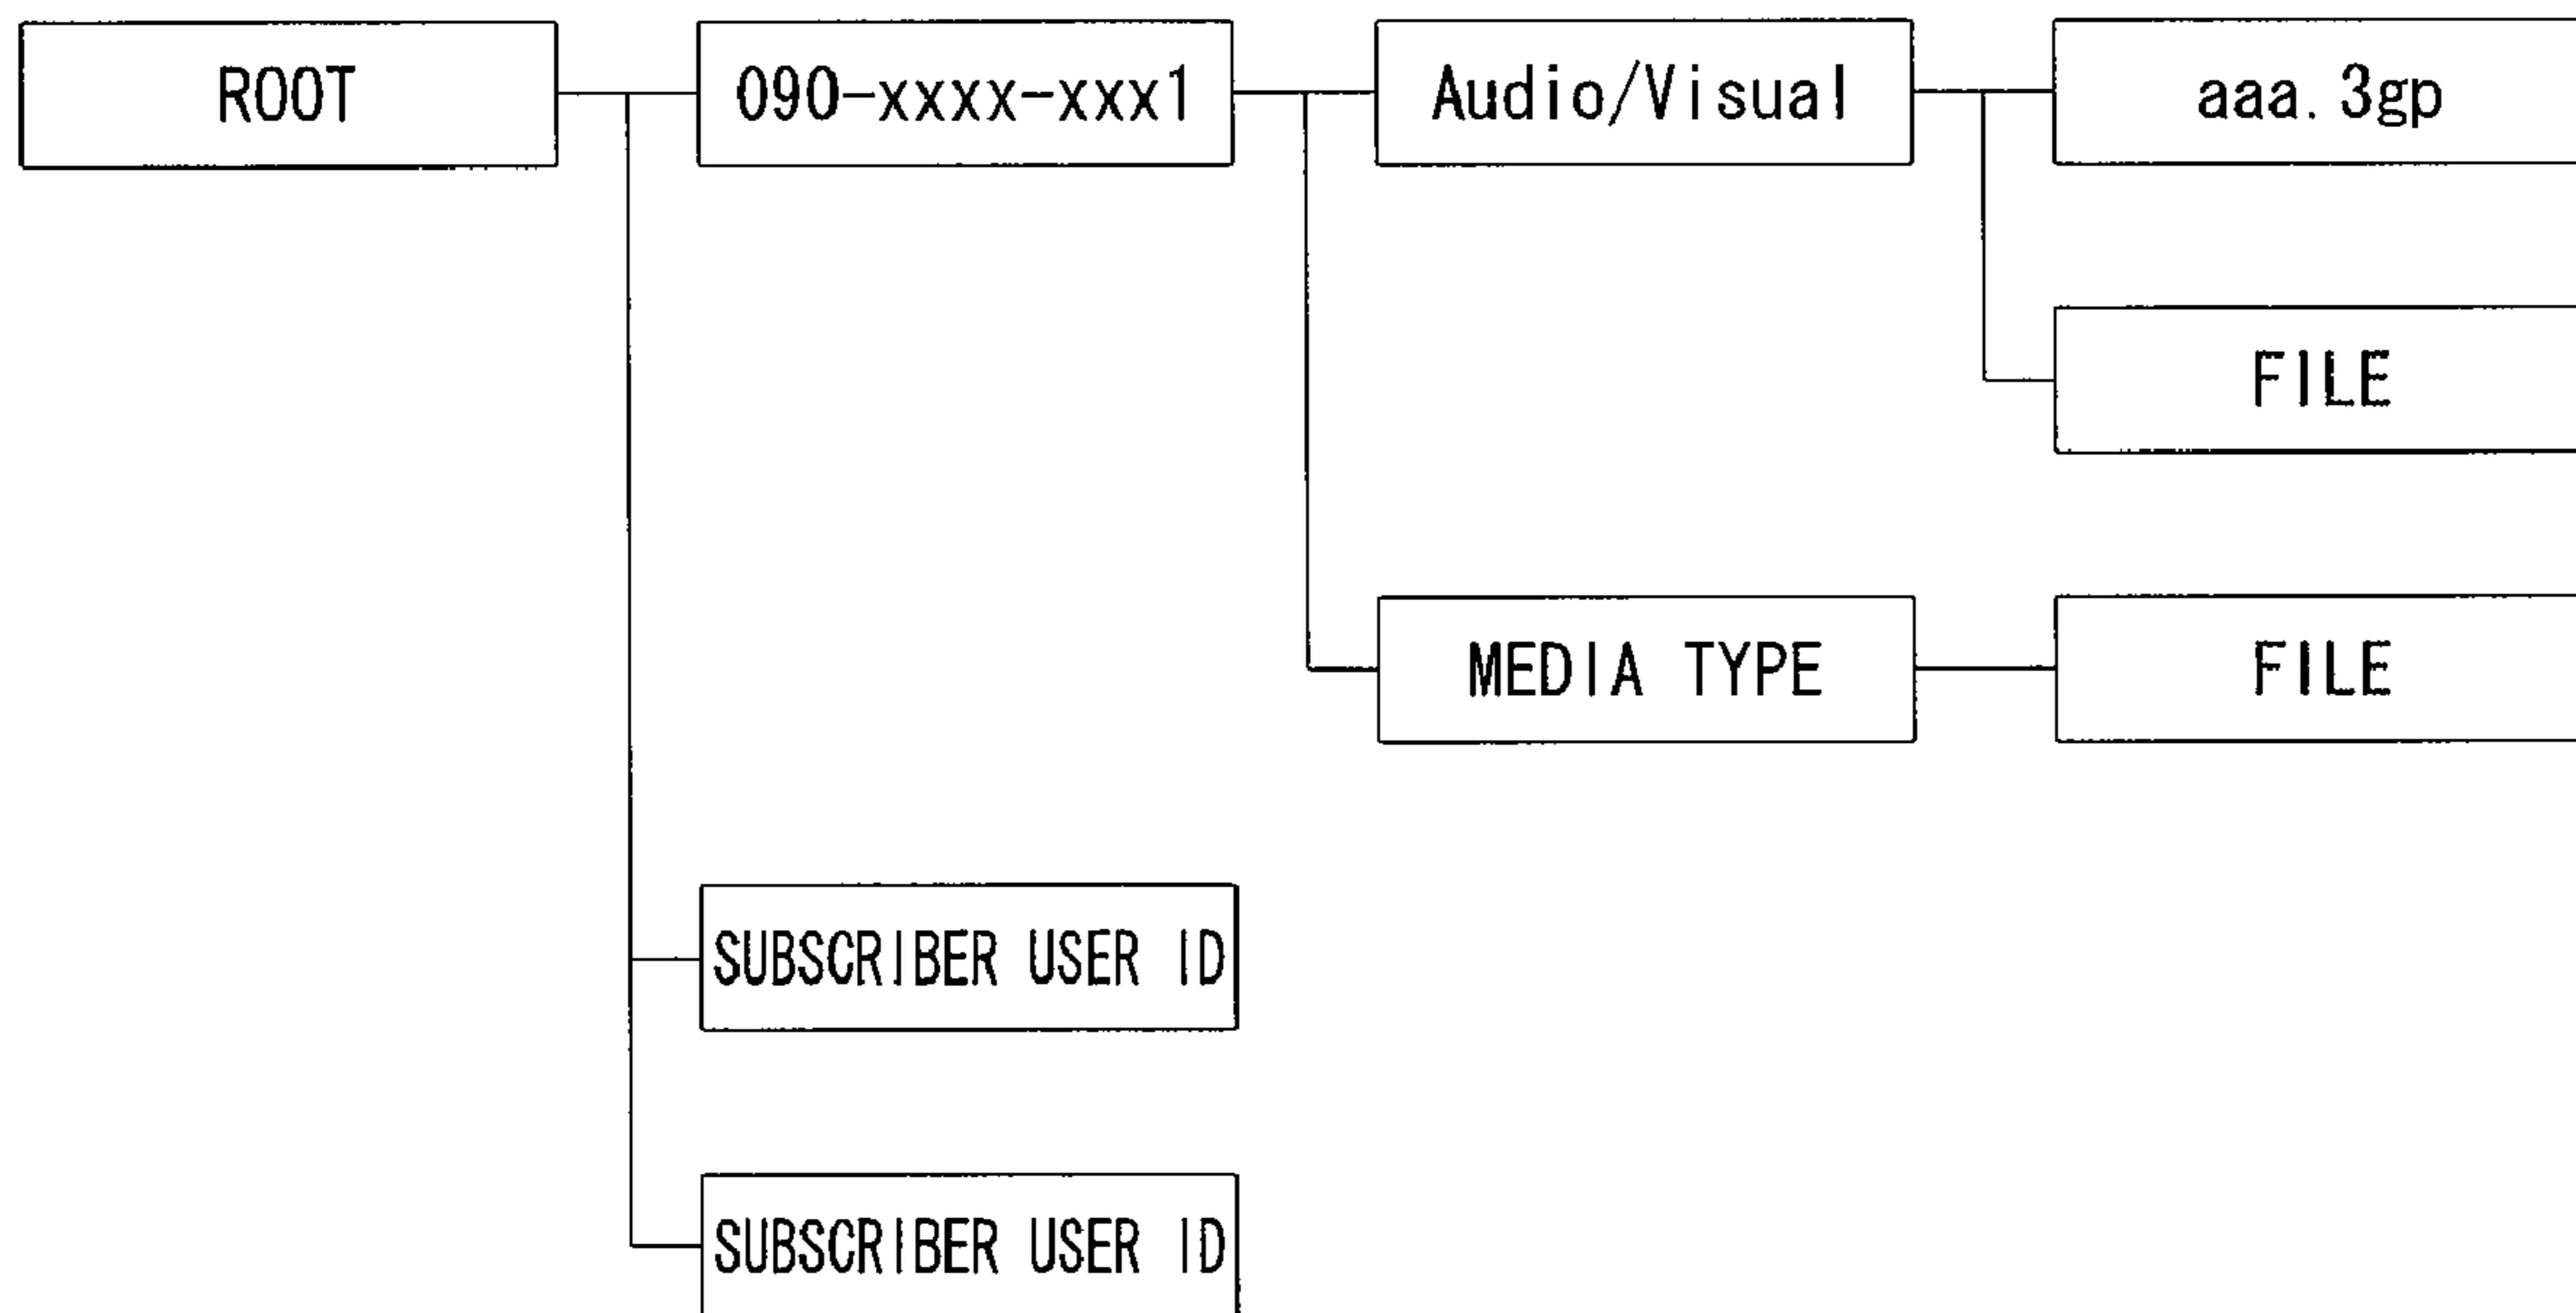 ROOT
090-xxxx-xxx1
Audio/Visual
aaa.3gp
FILE
MEDIA TYPE
FILE
SUBSCRIBER USER ID
SUBSCRIBER USER ID